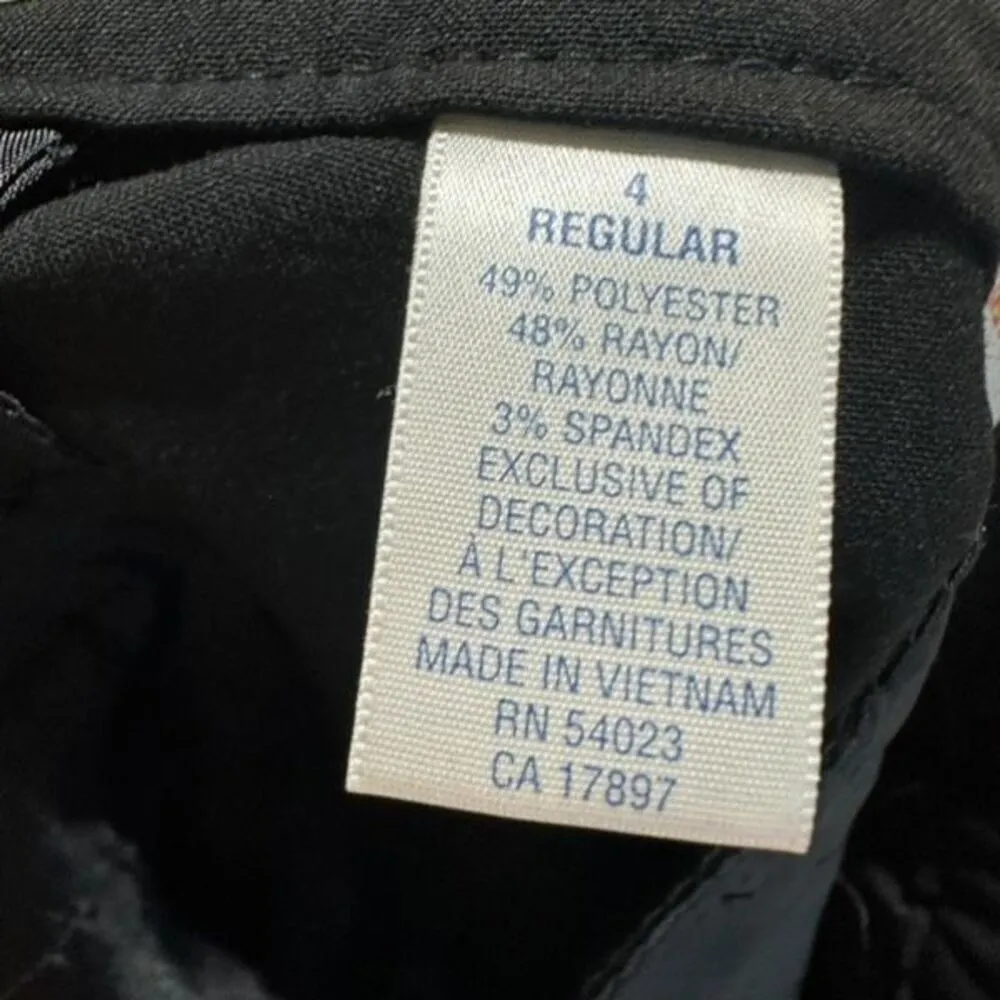 4
REGULAR
49% POLYESTER
48% RAYON/
RAYONNE
3% SPANDEX
EXCLUSIVE OF
DECORATION/
À L'EXCEPTION
DES GARNITURES
MADE IN VIETNAM
RN 54023
CA 17897